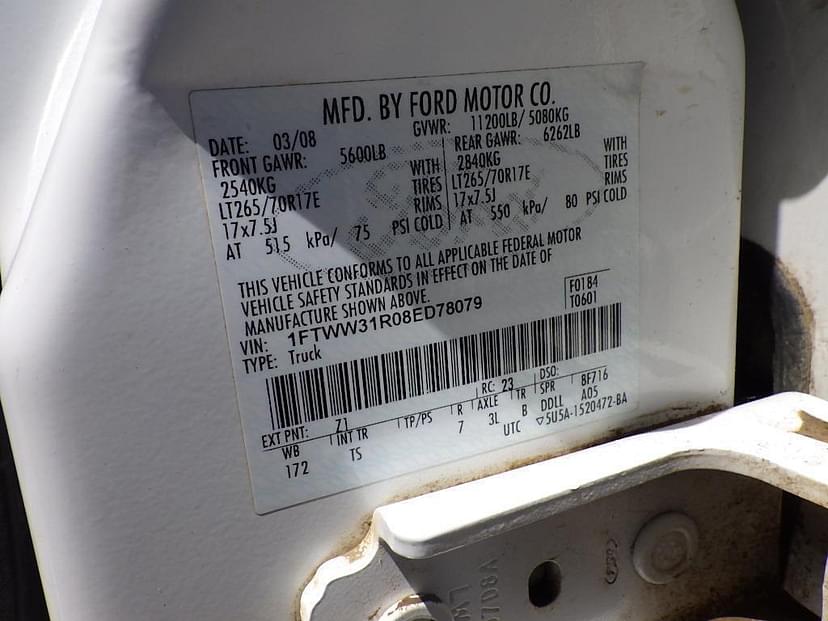 MFD. BY FORD MOTOR CO.
DATE: 03/08 GVWR: 11200LB/ 5080KG
FRONT GAWR: 5600LB REAR GAWR: 6262LB
2540KG WITH 2840KG WITH
LT265/70R17E TIRES LT265/70R17E TIRES
17x7.5J RIMS 17x7.5J RIMS
AT 515 kPa/ 75 PSI COLD AT 550 kPa/ 80 PSI COLD
THIS VEHICLE CONFORMS TO ALL APPLICABLE FEDERAL MOTOR
VEHICLE SAFETY STANDARDS IN EFFECT ON THE DATE OF
MANUFACTURE SHOWN ABOVE.
F0184
T0601
VIN: 1FTWW31R08ED78079
TYPE: Truck
EXT PNT: Z1 RC: 23 DSO: 8F716
WB INT TR TP/PS R AXLE TR SPR A05
172 TS 7 3L B DDLL
UTC ▽5U5A-1520472-BA